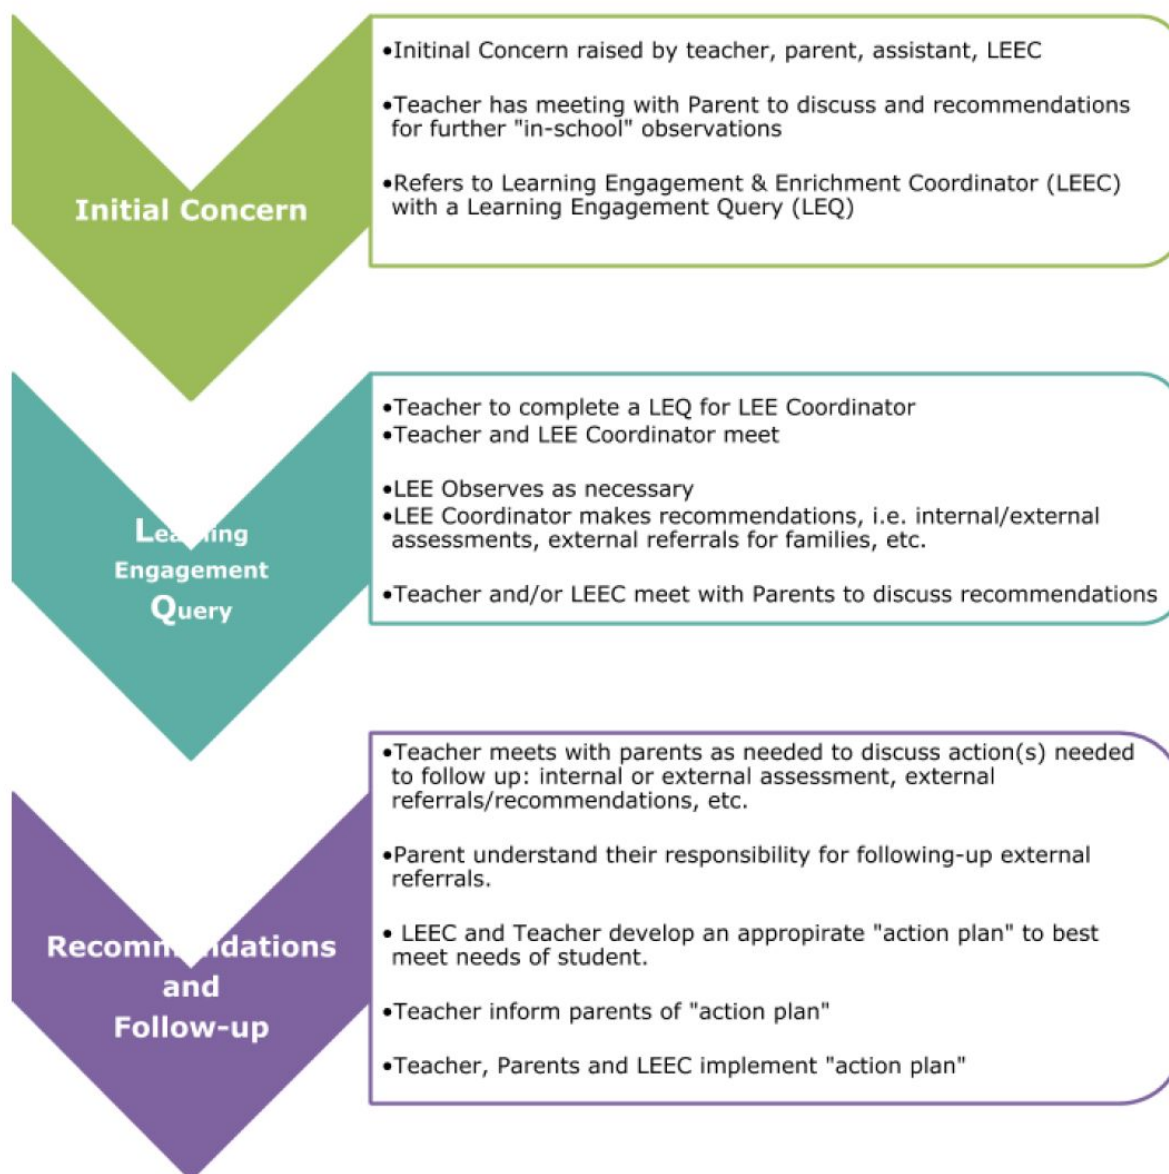 Initial Concern
•Initinal Concern raised by teacher, parent, assistant, LEEC
•Teacher has meeting with Parent to discuss and recommendations
for further "in-school" observations
•Refers to Learning Engagement & Enrichment Coordinator (LEEC)
with a Learning Engagement Query (LEQ)
Learning
Engagement
Query
•Teacher to complete a LEQ for LEE Coordinator
•Teacher and LEE Coordinator meet
•LEE Observes as necessary
•LEE Coordinator makes recommendations, i.e. internal/external
assessments, external referrals for families, etc.
•Teacher and/or LEEC meet with Parents to discuss recommendations
Recommendations
and
Follow-up
•Teacher meets with parents as needed to discuss action(s) needed
to follow up: internal or external assessment, external
referrals/recommendations, etc.
•Parent understand their responsibility for following-up external
referrals.
• LEEC and Teacher develop an appropirate "action plan" to best
meet needs of student.
•Teacher inform parents of "action plan"
•Teacher, Parents and LEEC implement "action plan"